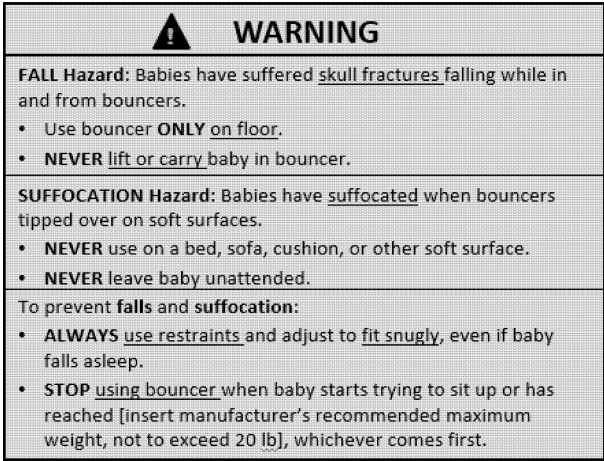 WARNING
FALL Hazard: Babies have suffered skull fractures falling while in
and from bouncers.
• Use bouncer ONLY on floor.
• NEVER lift or carry baby in bouncer.
SUFFOCATION Hazard: Babies have suffocated when bouncers
tipped over on soft surfaces.
• NEVER use on a bed, sofa, cushion, or other soft surface.
• NEVER leave baby unattended.
To prevent falls and suffocation:
• ALWAYS use restraints and adjust to fit snugly, even if baby
falls asleep.
• STOP using bouncer when baby starts trying to sit up or has
reached [insert manufacturer's recommended maximum
weight, not to exceed 20 lb], whichever comes first.